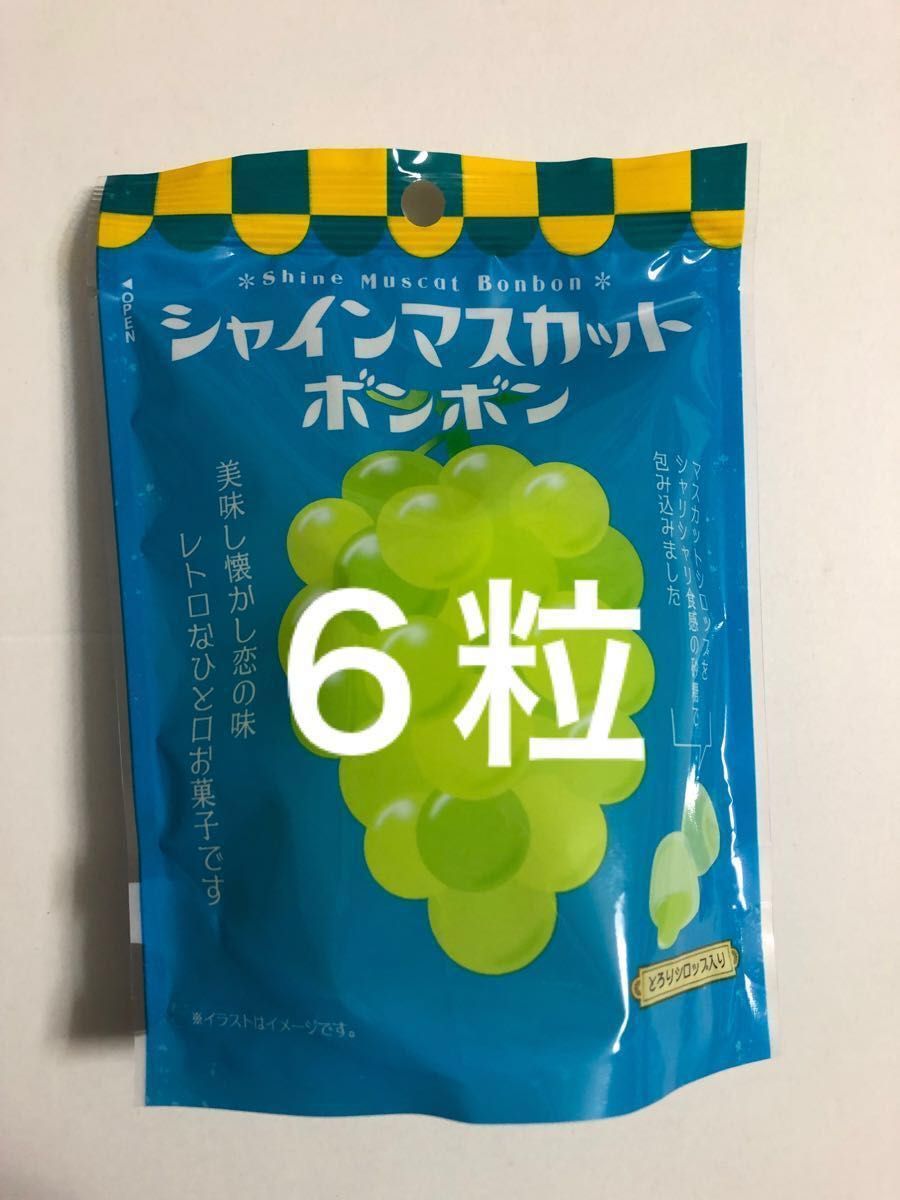 *Shine Muscat Bonbon*
シャインマスカット
ボンボン
◀OPEN
マスカットシロップを
シャリシャリ食感の砂糖で
包み込みました
美味し懐かし恋の味
レトロなひと口お菓子です
6粒
とろりシロップ入り
※イラストはイメージです。